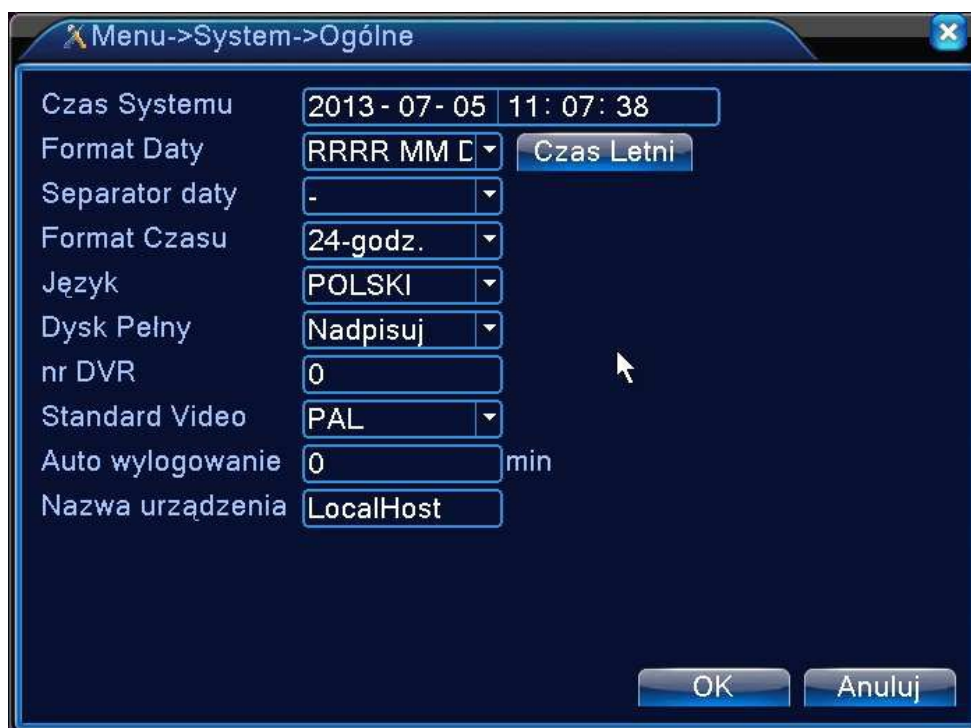 Menu->System->Ogólne
Czas Systemu 2013 - 07 - 05 11: 07: 38
Format Daty RRRR MM D Czas Letni
Separator daty -
Format Czasu 24-godz.
Język POLSKI
Dysk Pełny Nadpisuj
nr DVR 0
Standard Video PAL
Auto wylogowanie 0 min
Nazwa urządzenia LocalHost
OK Anuluj